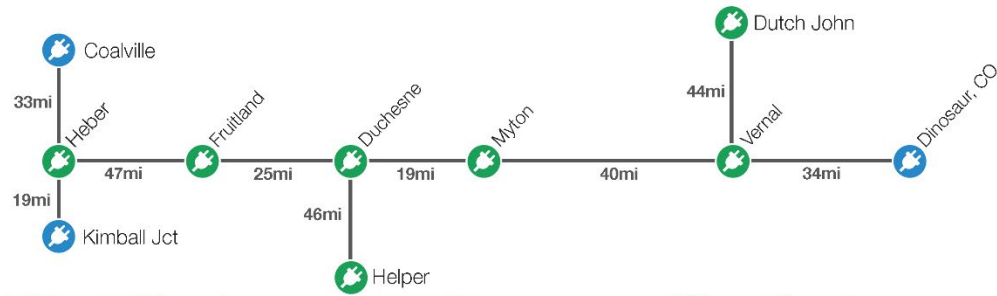 Dutch John
Coalville
33mi
44mi
Heber
Fruitland
Duchesne
Myton
Vernal
Dinosaur, CO
47mi
25mi
19mi
40mi
34mi
19mi
46mi
Kimball Jct
Helper